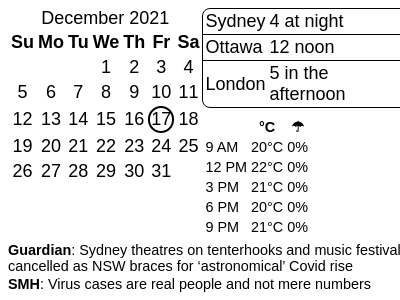 December 2021
Su Mo Tu We Th Fr Sa
1 2 3 4
5 6 7 8 9 10 11
12 13 14 15 16 17 18
19 20 21 22 23 24 25
26 27 28 29 30 31
Sydney 4 at night
Ottawa 12 noon
London 5 in the
afternoon
°C ☂
9 AM 20°C 0%
12 PM 22°C 0%
3 PM 21°C 0%
6 PM 20°C 0%
9 PM 21°C 0%
Guardian: Sydney theatres on tenterhooks and music festival
cancelled as NSW braces for ‘astronomical’ Covid rise
SMH: Virus cases are real people and not mere numbers